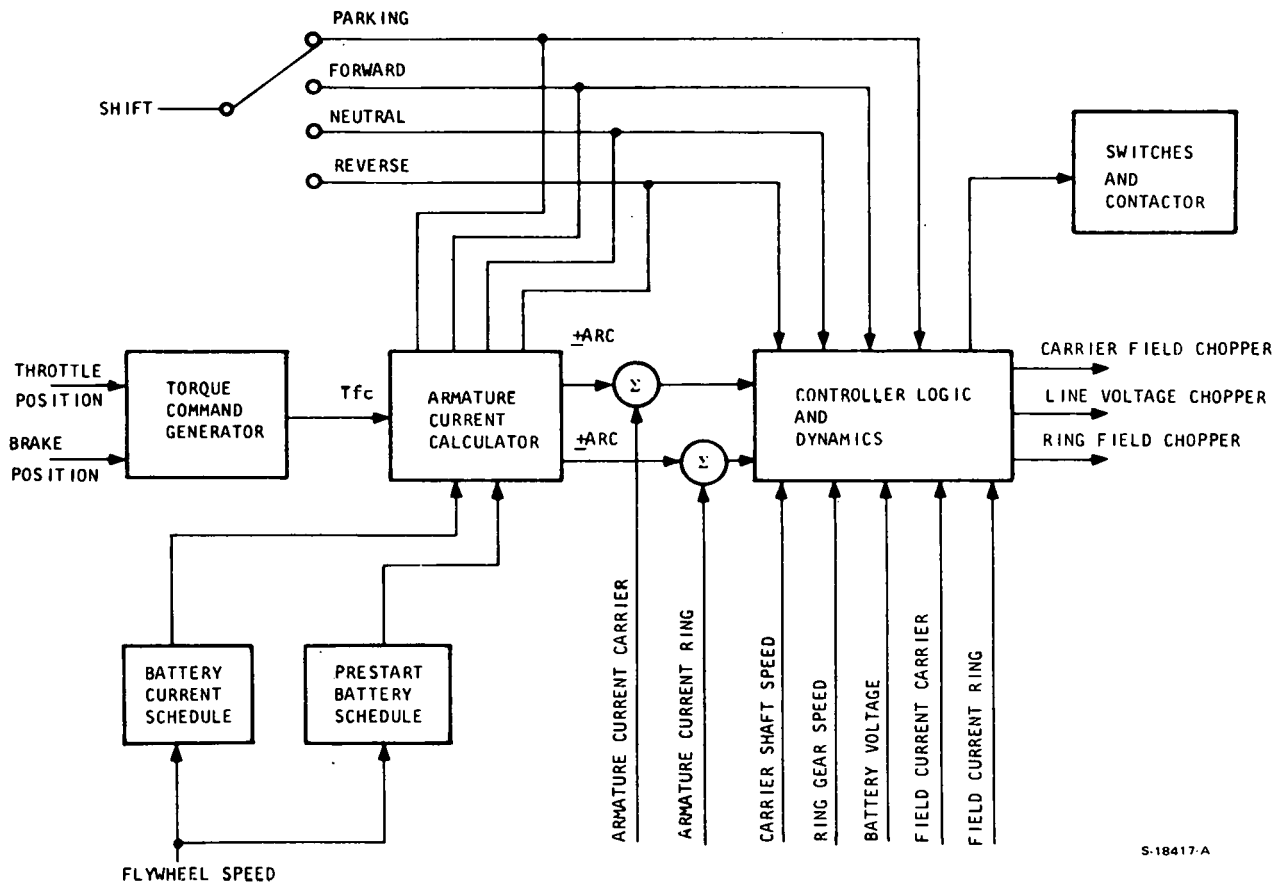 PARKING
FORWARD
SHIFT
NEUTRAL
REVERSE
SWITCHES
AND
CONTACTOR
±ARC
THROTTLE
POSITION
BRAKE
POSITION
TORQUE
COMMAND
GENERATOR
Tfc
ARMATURE
CURRENT
CALCULATOR
Σ
±ARC
Σ
CONTROLLER LOGIC
AND
DYNAMICS
CARRIER FIELD CHOPPER
LINE VOLTAGE CHOPPER
RING FIELD CHOPPER
BATTERY
CURRENT
SCHEDULE
PRESTART
BATTERY
SCHEDULE
ARMATURE CURRENT CARRIER
ARMATURE CURRENT RING
CARRIER SHAFT SPEED
RING GEAR SPEED
BATTERY VOLTAGE
FIELD CURRENT CARRIER
FIELD CURRENT RING
FLYWHEEL SPEED
S-18417-A